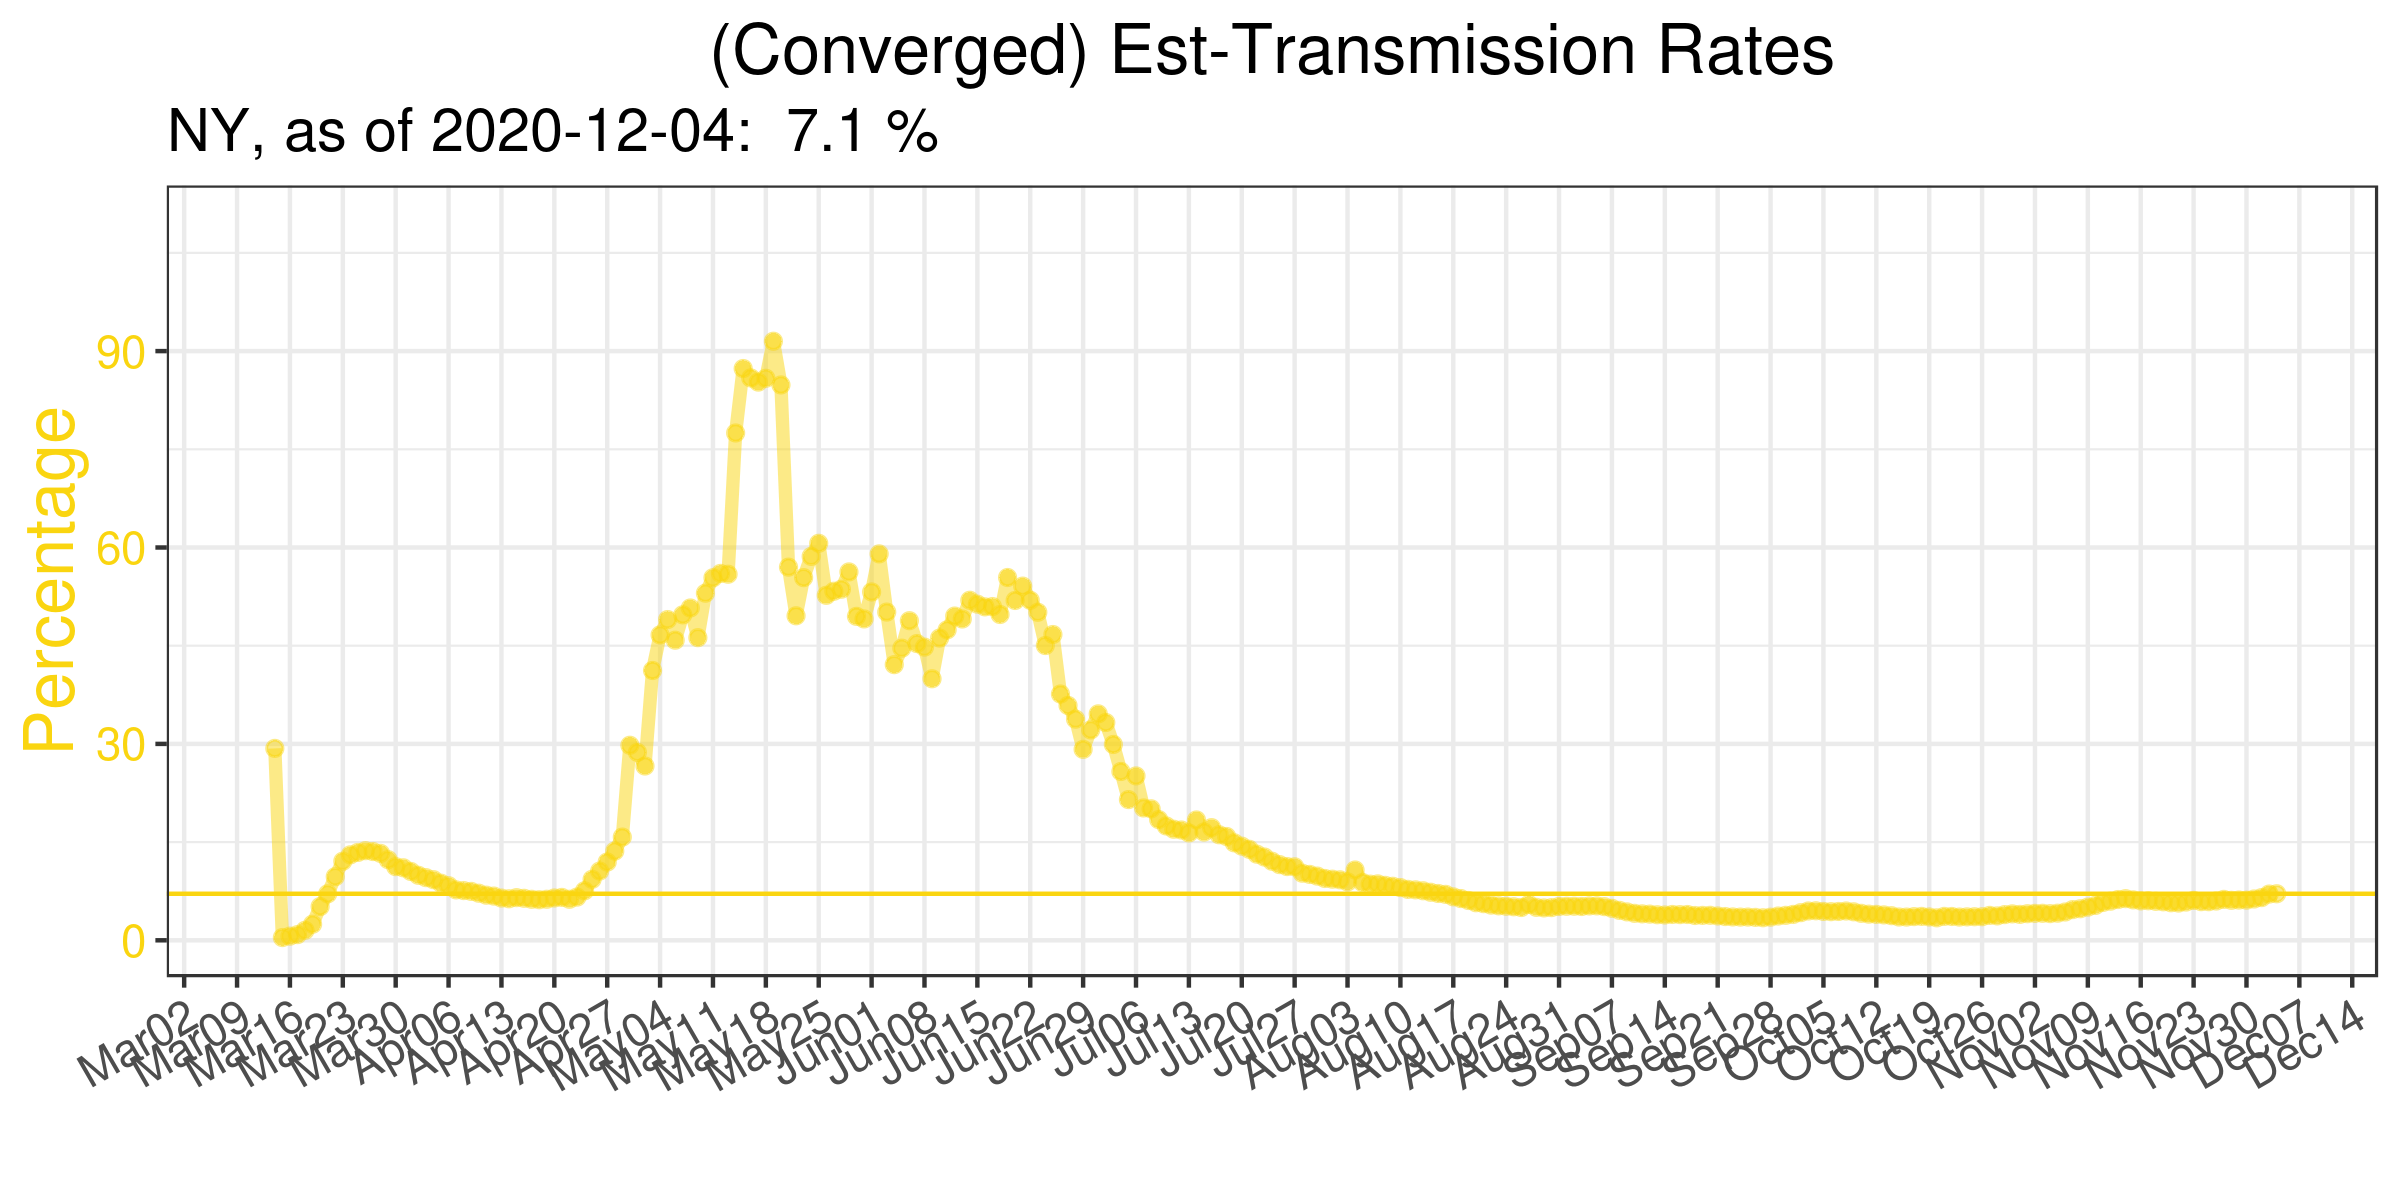 (Converged) Est-Transmission Rates
NY, as of 2020-12-04:  7.1 %
Percentage
90
60
30
0
Mar02
Mar09
Mar16
Mar23
Mar30
Apr06
Apr13
Apr20
Apr27
May04
May11
May18
May25
Jun01
Jun08
Jun15
Jun22
Jun29
Jul06
Jul13
Jul20
Jul27
Aug03
Aug10
Aug17
Aug24
Aug31
Sep07
Sep14
Sep21
Sep28
Oct05
Oct12
Oct19
Oct26
Nov02
Nov09
Nov16
Nov23
Nov30
Dec07
Dec14